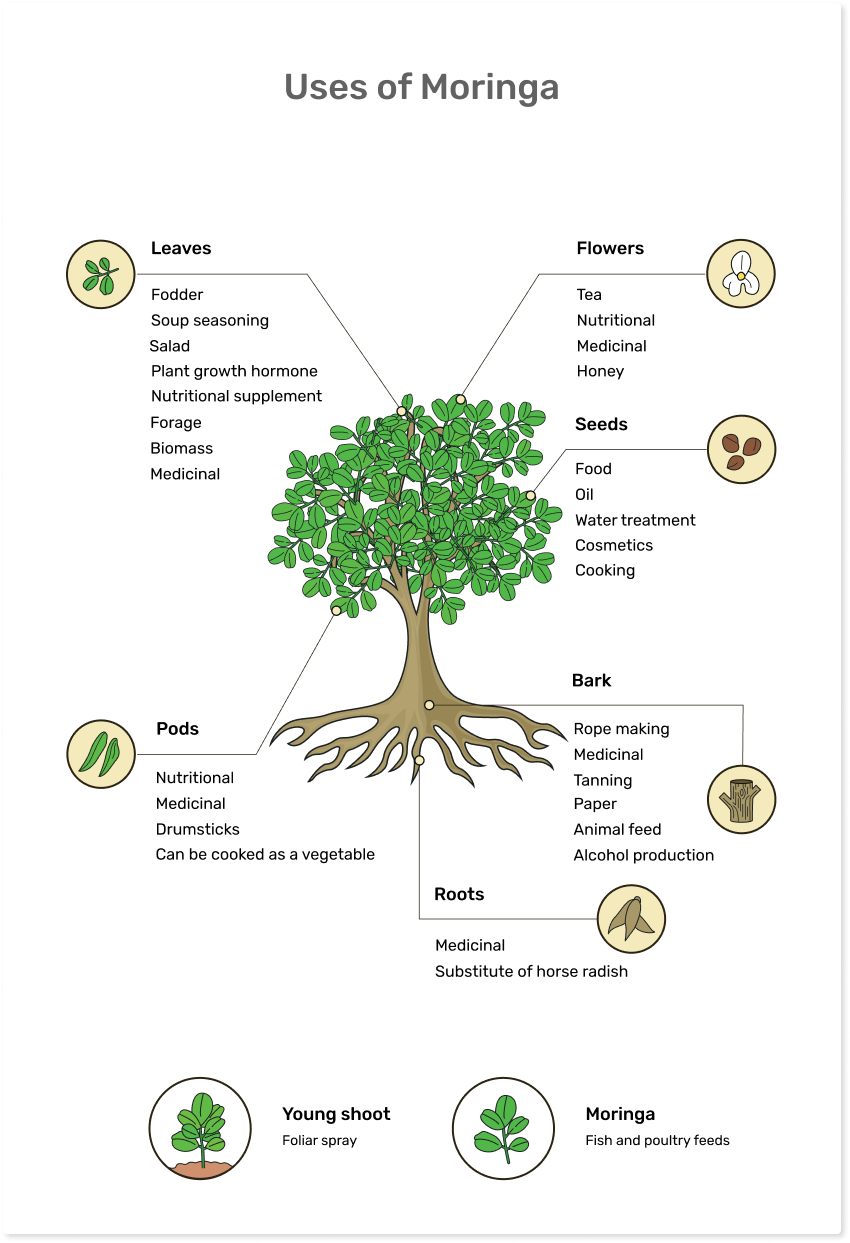 Uses of Moringa
Leaves
Fodder
Soup seasoning
Salad
Plant growth hormone
Nutritional supplement
Forage
Biomass
Medicinal
Flowers
Tea
Nutritional
Medicinal
Honey
Seeds
Food
Oil
Water treatment
Cosmetics
Cooking
Pods
Nutritional
Medicinal
Drumsticks
Can be cooked as a vegetable
Bark
Rope making
Medicinal
Tanning
Paper
Animal feed
Alcohol production
Roots
Medicinal
Substitute of horse radish
Young shoot
Foliar spray
Moringa
Fish and poultry feeds